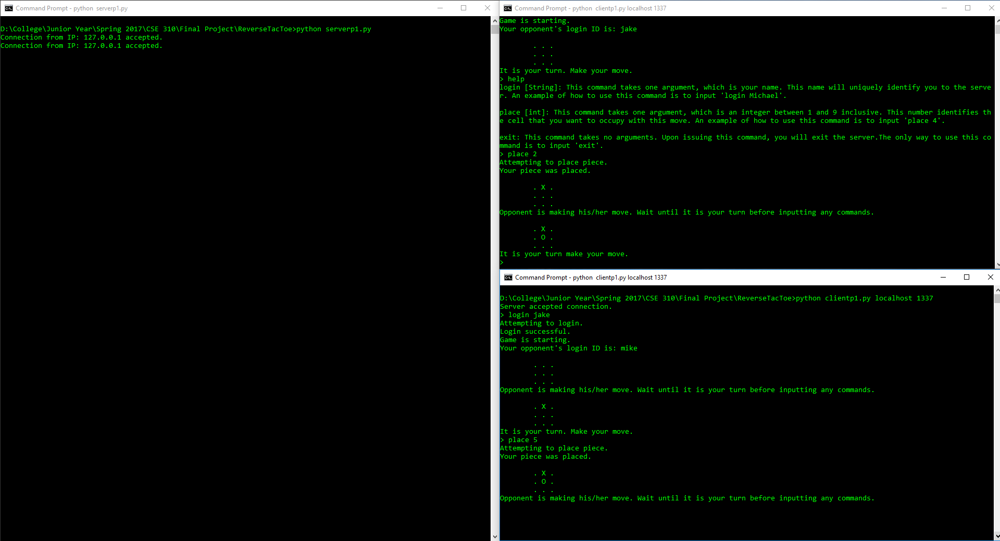 Command Prompt - python  serverp1.py
D:\College\Junior Year\Spring 2017\CSE 310\Final Project\ReverseTacToe>python serverp1.py
Connection from IP: 127.0.0.1 accepted.
Connection from IP: 127.0.0.1 accepted.
Command Prompt - python  clientp1.py localhost 1337
Game is starting.
Your opponent's login ID is: jake
. . .
. . .
. . .
It is your turn. Make your move.
> help
login [String]: This command takes one argument, which is your name. This name will uniquely identify you to the serve
r. An example of how to use this command is to input 'login Michael'.
place [int]: This command takes one argument, which is an integer between 1 and 9 inclusive. This number identifies th
e cell that you want to occupy with this move. An example of how to use this command is to input 'place 4'.
exit: This command takes no arguments. Upon issuing this command, you will exit the server.The only way to use this co
mmand is to input 'exit'.
> place 2
Attempting to place piece.
Your piece was placed.
. X .
. . .
. . .
Opponent is making his/her move. Wait until it is your turn before inputting any commands.
. X .
. O .
. . .
It is your turn make your move.
>
Command Prompt - python  clientp1.py localhost 1337
D:\College\Junior Year\Spring 2017\CSE 310\Final Project\ReverseTacToe>python clientp1.py localhost 1337
Server accepted connection.
> login jake
Attempting to login.
Login successful.
Game is starting.
Your opponent's login ID is: mike
. . .
. . .
. . .
Opponent is making his/her move. Wait until it is your turn before inputting any commands.
. X .
. . .
. . .
It is your turn. Make your move.
> place 5
Attempting to place piece.
Your piece was placed.
. X .
. O .
. . .
Opponent is making his/her move. Wait until it is your turn before inputting any commands.